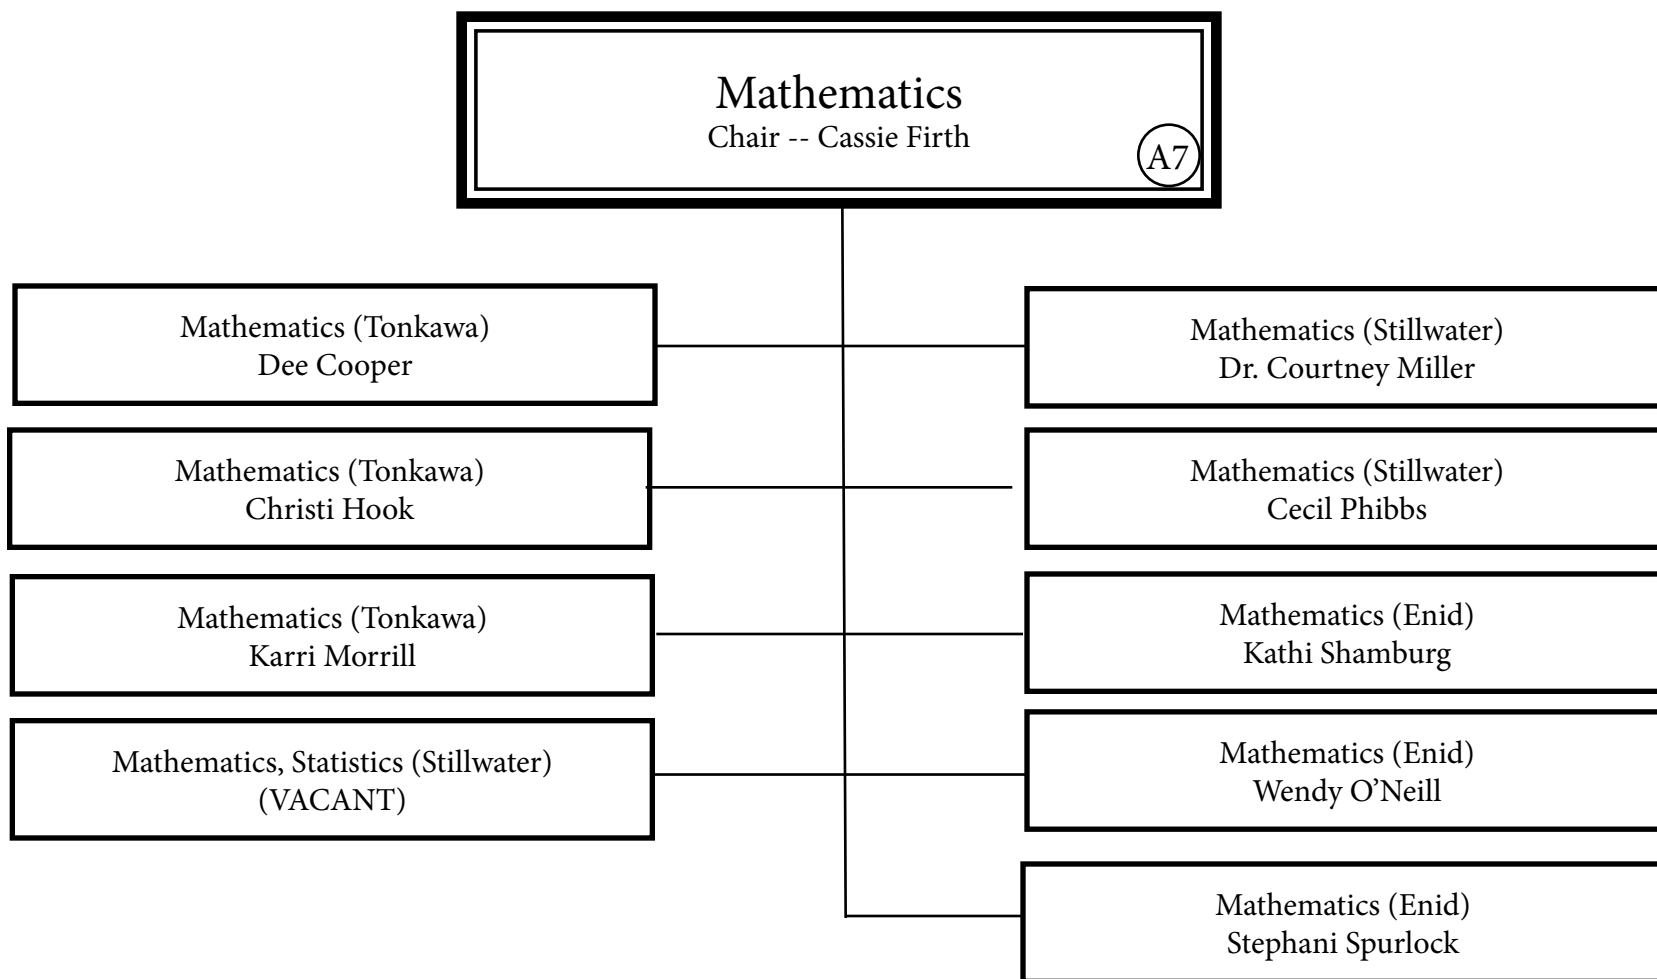 Mathematics
Chair -- Cassie Firth
A7
Mathematics (Tonkawa)
Dee Cooper
Mathematics (Stillwater)
Dr. Courtney Miller
Mathematics (Tonkawa)
Christi Hook
Mathematics (Stillwater)
Cecil Phibbs
Mathematics (Tonkawa)
Karri Morrill
Mathematics (Enid)
Kathi Shamburg
Mathematics, Statistics (Stillwater)
(VACANT)
Mathematics (Enid)
Wendy O’Neill
Mathematics (Enid)
Stephani Spurlock